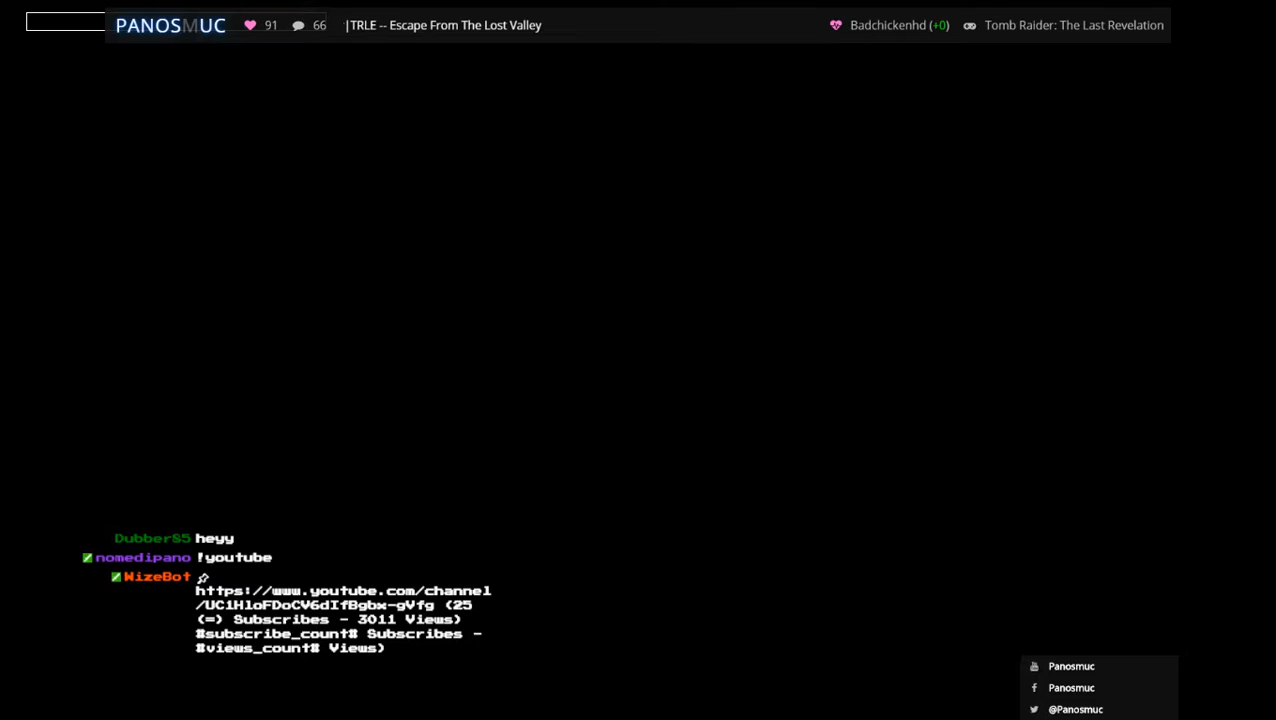 PANOSMUC 91 66 |TRLE -- Escape From The Lost Valley Badchickenhd (+0) Tomb Raider: The Last Revelation
Dubber85 heyy
nomedipano !youtube
WizeBot
https://www.youtube.com/channel
/UC1HloFDoCV6dIfBgbx-gVfg (25
(=) Subscribes - 3011 Views)
#subscribe_count# Subscribes -
#views_count# Views)
Panosmuc
Panosmuc
@Panosmuc